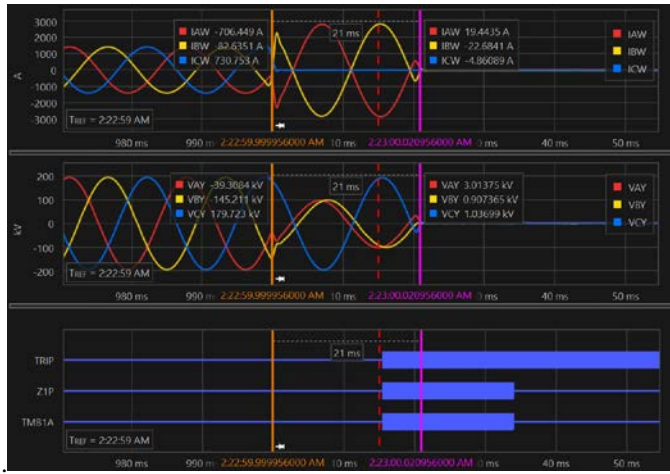 3000
2000
1000
0
-1000
-2000
-3000
A
IAW -706.449 A
IBW -82.6351 A
ICW 730.753 A
21 ms
IAW 19.4435 A
IBW -22.6841 A
ICW -4.86089 A
IAW
IBW
ICW
TREF = 2:22:59 AM
980 ms
990 m
2:22:59.999956000 AM
10 ms
2:23:00.020956000 AM
0 ms
40 ms
50 ms
200
100
0
-100
-200
kV
VAY -39.3084 kV
VBY -145.211 kV
VCY 179.723 kV
21 ms
VAY 3.01375 kV
VBY 0.907365 kV
VCY 1.03699 kV
VAY
VBY
VCY
TREF = 2:22:59 AM
980 ms
990 m
2:22:59.999956000 AM
10 ms
2:23:00.020956000 AM
0 ms
40 ms
50 ms
21 ms
TRIP
Z1P
TMB1A
TREF = 2:22:59 AM
980 ms
990 m
2:22:59.999956000 AM
10 ms
2:23:00.020956000 AM
0 ms
40 ms
50 ms
.